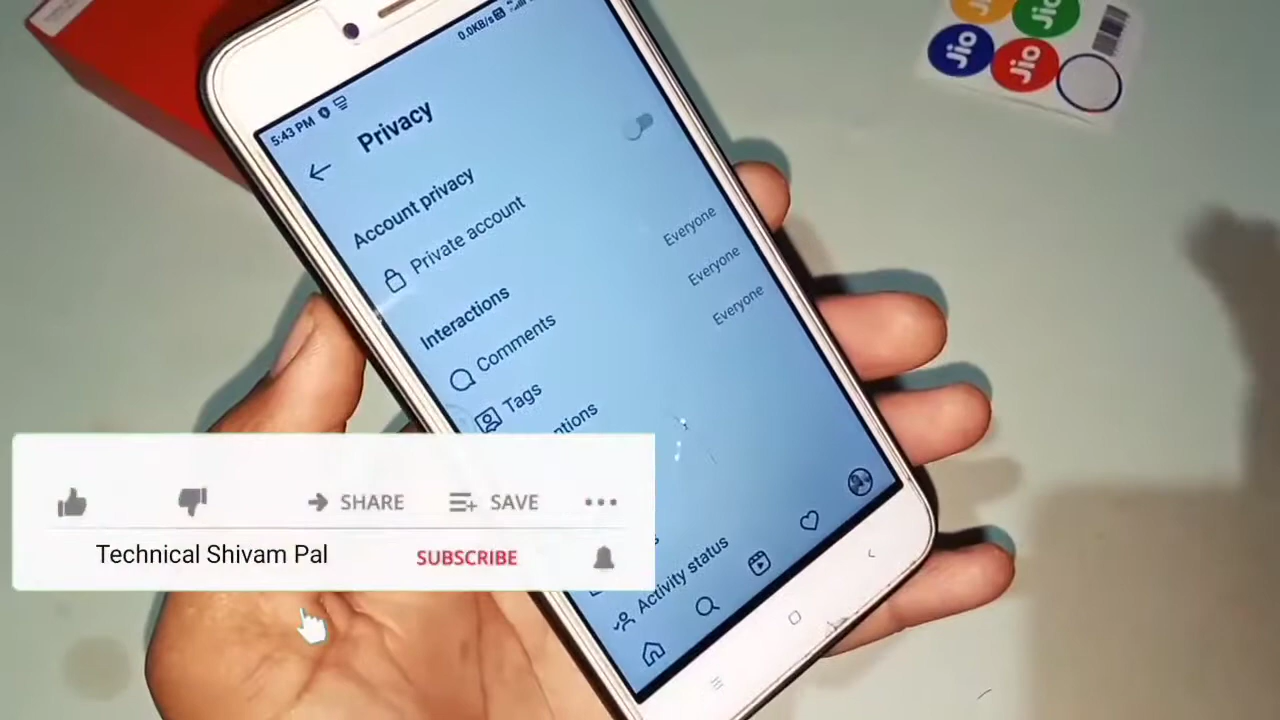 Jio
Jio
Jio
0.0KB/s
5:43 PM
Privacy
Account privacy
Private account
Interactions
Comments
Everyone
Tags
Everyone
Everyone
Activity status
SHARE
SAVE
Technical Shivam Pal
SUBSCRIBE